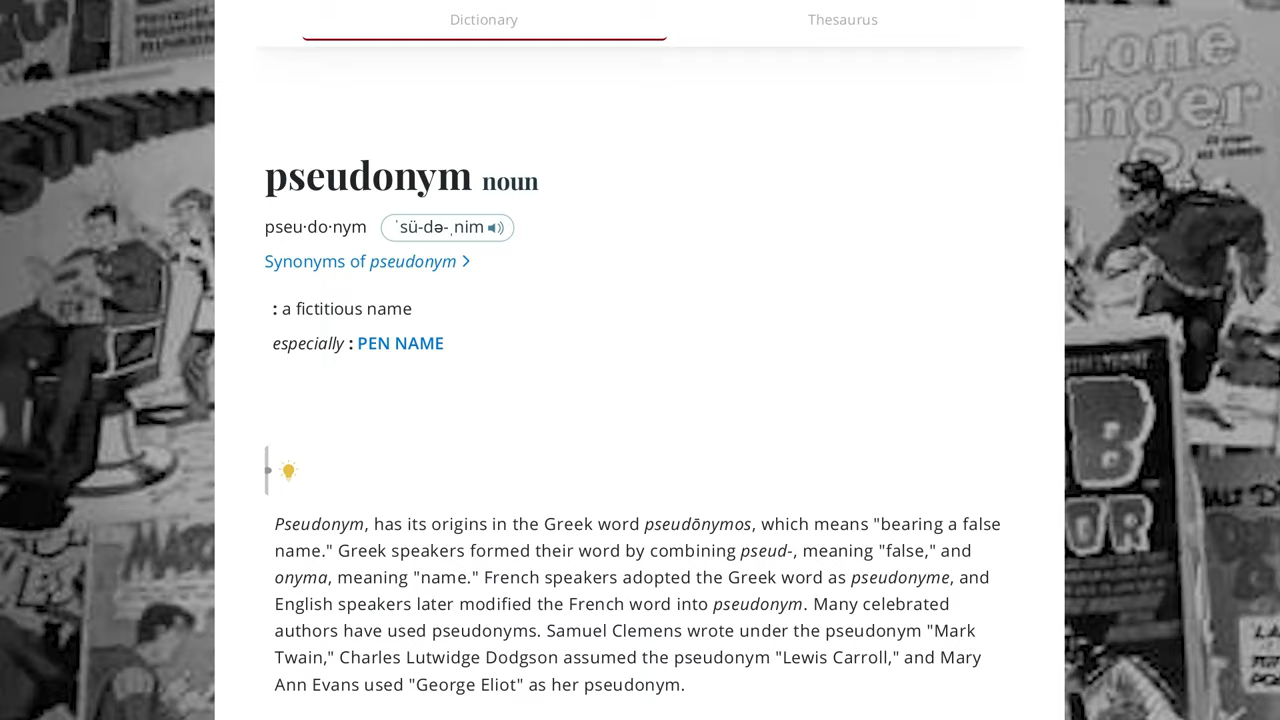 Dictionary
Thesaurus
pseudonym noun
pseu·do·nym ˈsü-də-ˌnim
Synonyms of pseudonym
: a fictitious name
especially : PEN NAME
Pseudonym, has its origins in the Greek word pseudōnymos, which means "bearing a false
name." Greek speakers formed their word by combining pseud-, meaning "false," and
onyma, meaning "name." French speakers adopted the Greek word as pseudonyme, and
English speakers later modified the French word into pseudonym. Many celebrated
authors have used pseudonyms. Samuel Clemens wrote under the pseudonym "Mark
Twain," Charles Lutwidge Dodgson assumed the pseudonym "Lewis Carroll," and Mary
Ann Evans used "George Eliot" as her pseudonym.
Lone